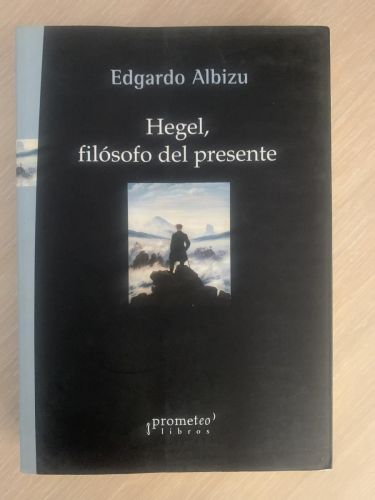 Edgardo Albizu
Hegel,
filósofo del presente
prometeo
libros